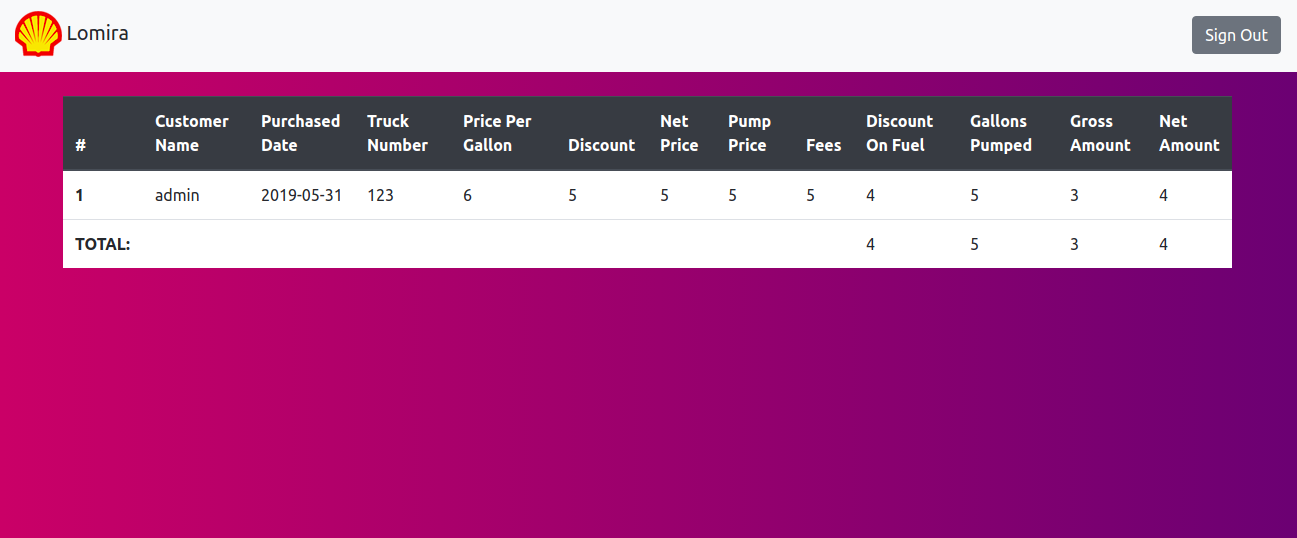 Lomira
Sign Out
# Customer Name Purchased Date Truck Number Price Per Gallon Discount Net Price Pump Price Fees Discount On Fuel Gallons Pumped Gross Amount Net Amount
1 admin 2019-05-31 123 6 5 5 5 5 4 5 3 4
TOTAL: 4 5 3 4